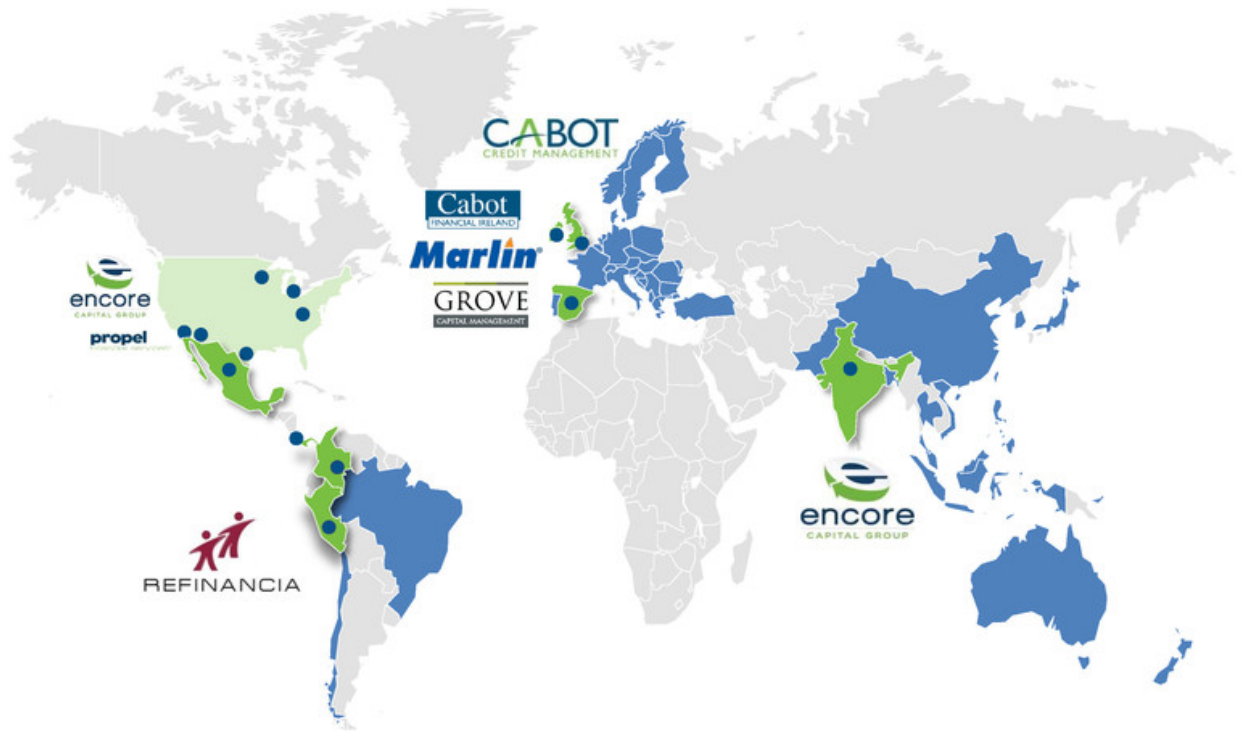 CABOT
CREDIT MANAGEMENT
Cabot
FINANCIAL IRELAND
Marlin
GROVE
CAPITAL MANAGEMENT
encore
CAPITAL GROUP
propel
REFINANCIA
encore
CAPITAL GROUP